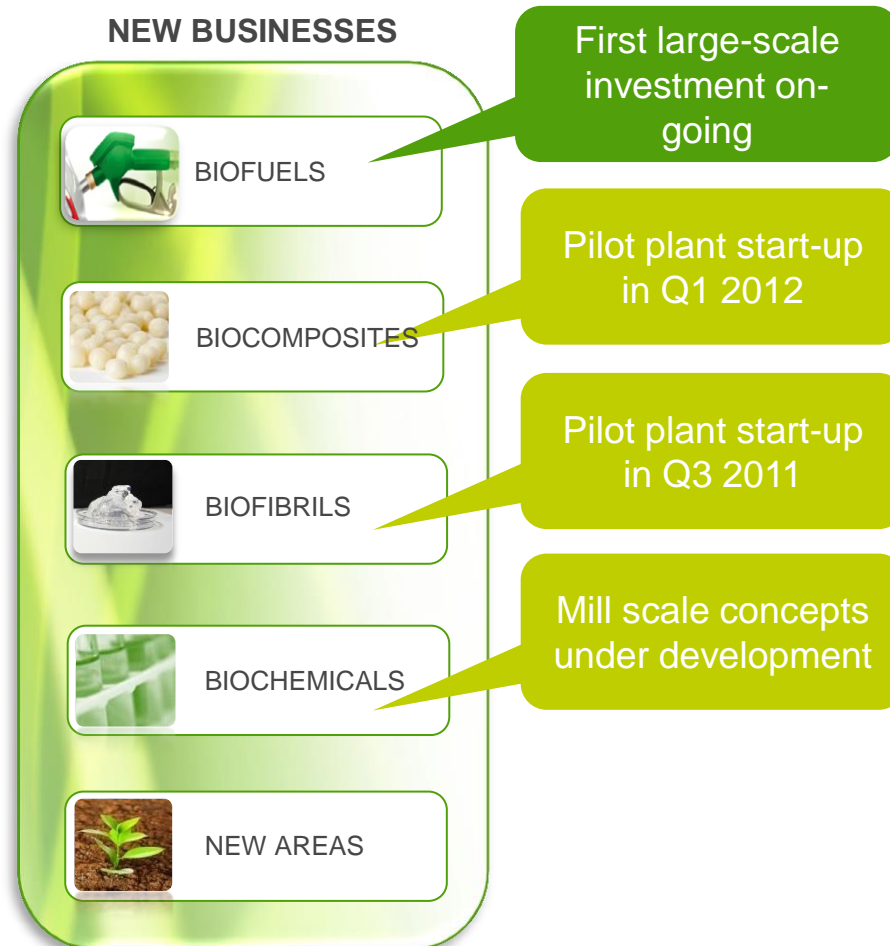 NEW BUSINESSES
First large-scale
investment on-
going
BIOFUELS
Pilot plant start-up
in Q1 2012
BIOCOMPOSITES
Pilot plant start-up
in Q3 2011
BIOFIBRILS
Mill scale concepts
under development
BIOCHEMICALS
NEW AREAS